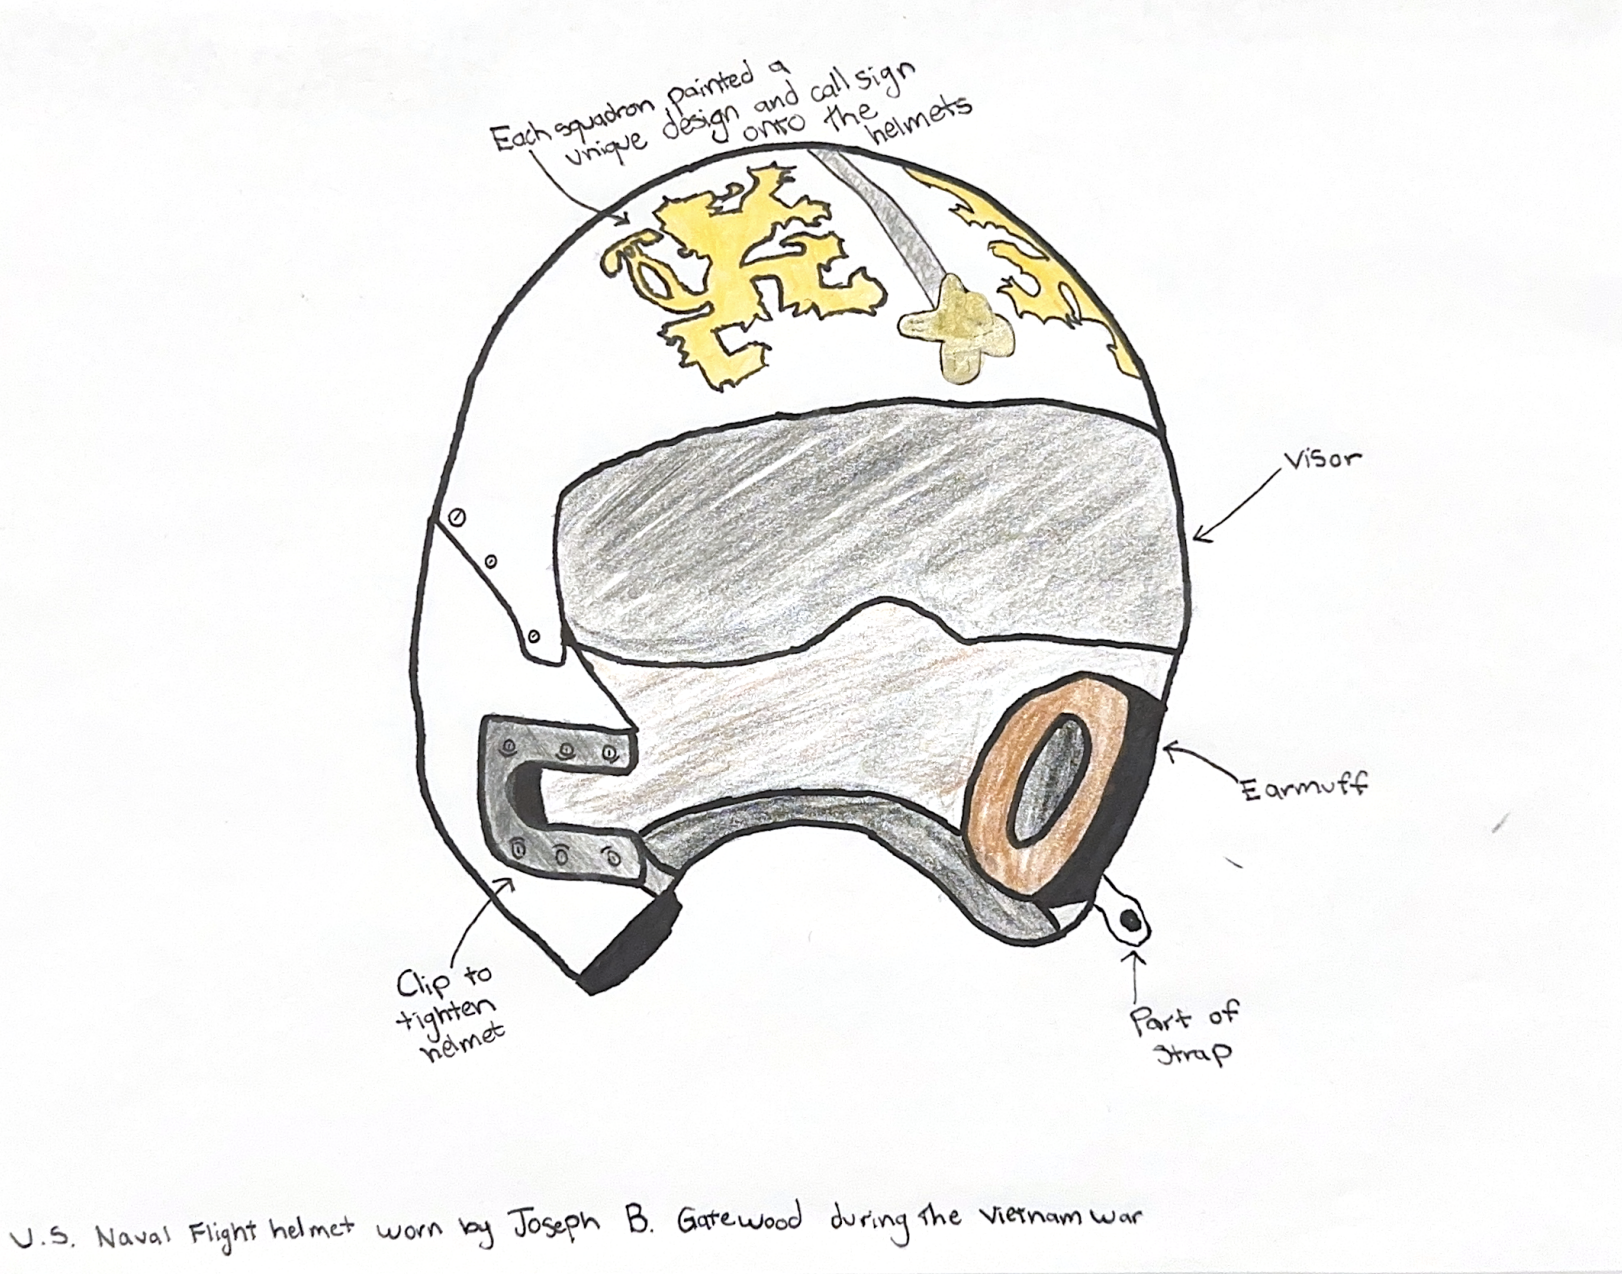 Each squadron painted a
unique design and call sign
onto the
helmets
Visor
Earmuff
Clip to
tighten
helmet
Part of
strap
U.S. Naval Flight helmet worn by Joseph B. Gatewood during the Vietnam war